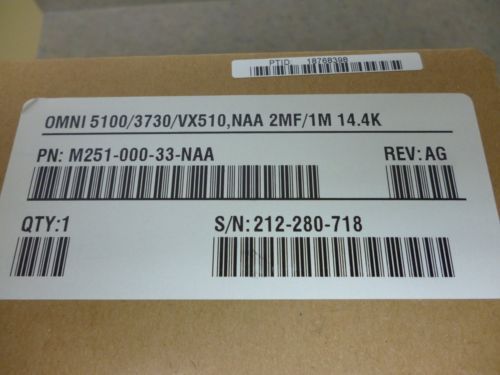 PTID 18768398
OMNI 5100/3730/VX510,NAA 2MF/1M 14.4K
PN: M251-000-33-NAA REV: AG
QTY:1 S/N: 212-280-718